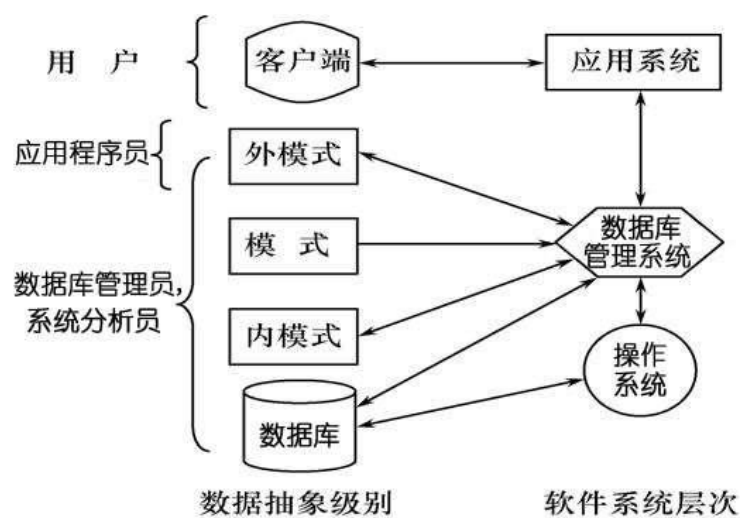 用 户
客户端
应用系统
应用程序员
外模式
模 式
数据库
管理系统
数据库管理员,
系统分析员
内模式
操作
系统
数据库
数据抽象级别
软件系统层次